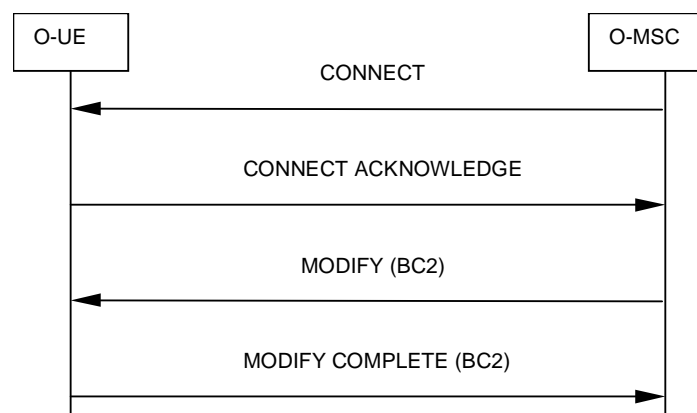 O-UE
O-MSC
CONNECT
CONNECT ACKNOWLEDGE
MODIFY (BC2)
MODIFY COMPLETE (BC2)